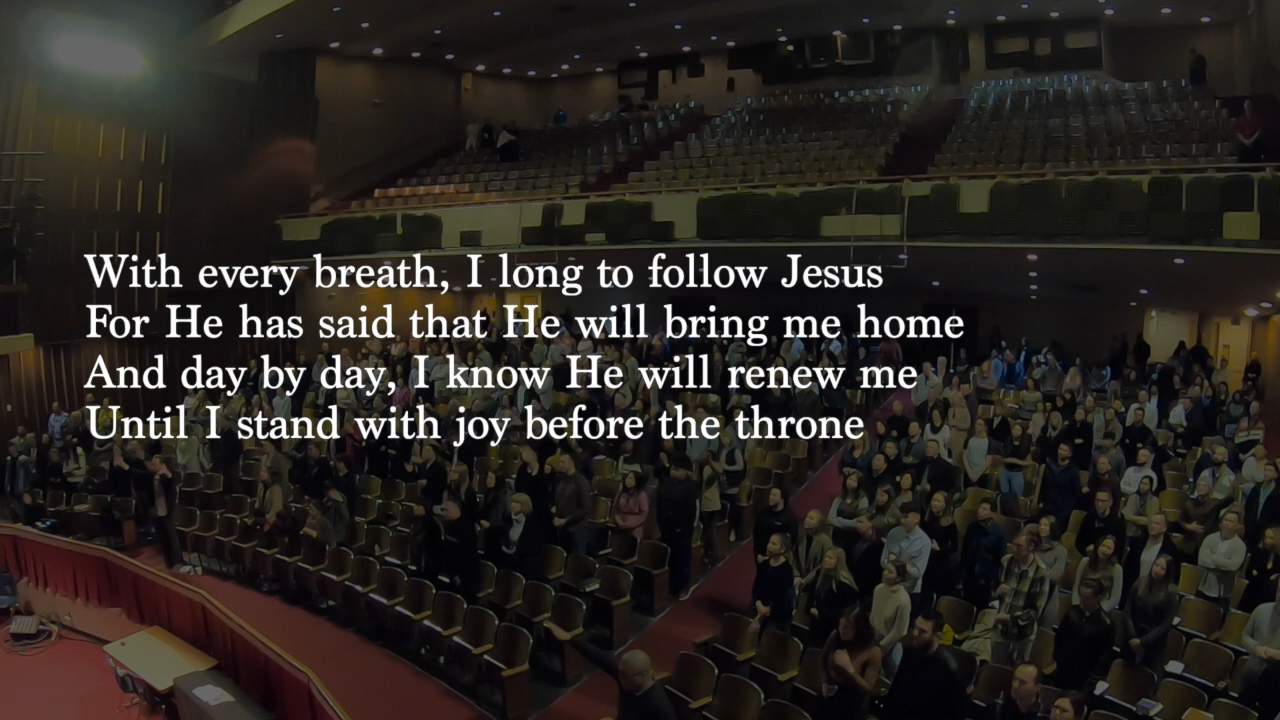 With every breath, I long to follow Jesus
For He has said that He will bring me home
And day by day, I know He will renew me
Until I stand with joy before the throne